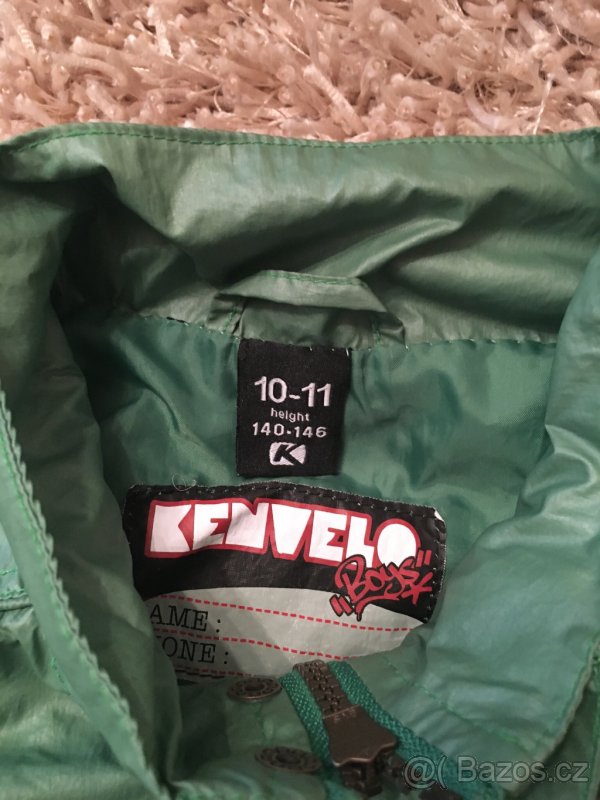 10-11
height
140-146
K
KENVELO
"Boys"
AME:
ONE:
@( Bazos.cz